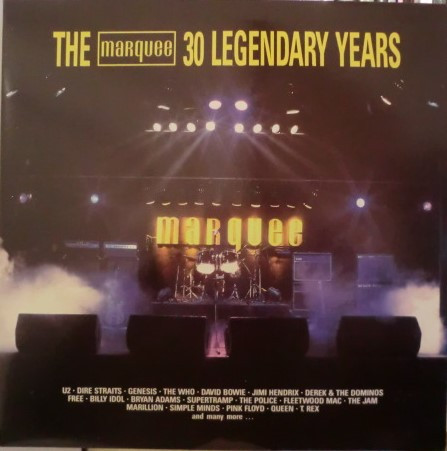 THE marquee 30 LEGENDARY YEARS
marquee
U2 · DIRE STRAITS · GENESIS · THE WHO · DAVID BOWIE · JIMI HENDRIX · DEREK & THE DOMINOS
FREE · BILLY IDOL · BRYAN ADAMS · SUPERTRAMP · THE POLICE · FLEETWOOD MAC · THE JAM
MARILLION · SIMPLE MINDS · PINK FLOYD · QUEEN · T. REX
and many more ...